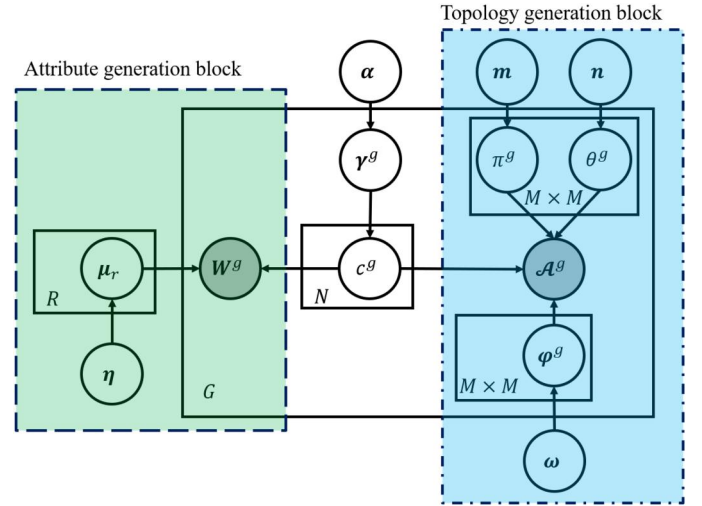 Topology generation block
Attribute generation block
α
m
n
γ^g
π^g
θ^g
M × M
μ_r
W^g
c^g
𝒜^g
R
N
φ^g
η
G
M × M
ω